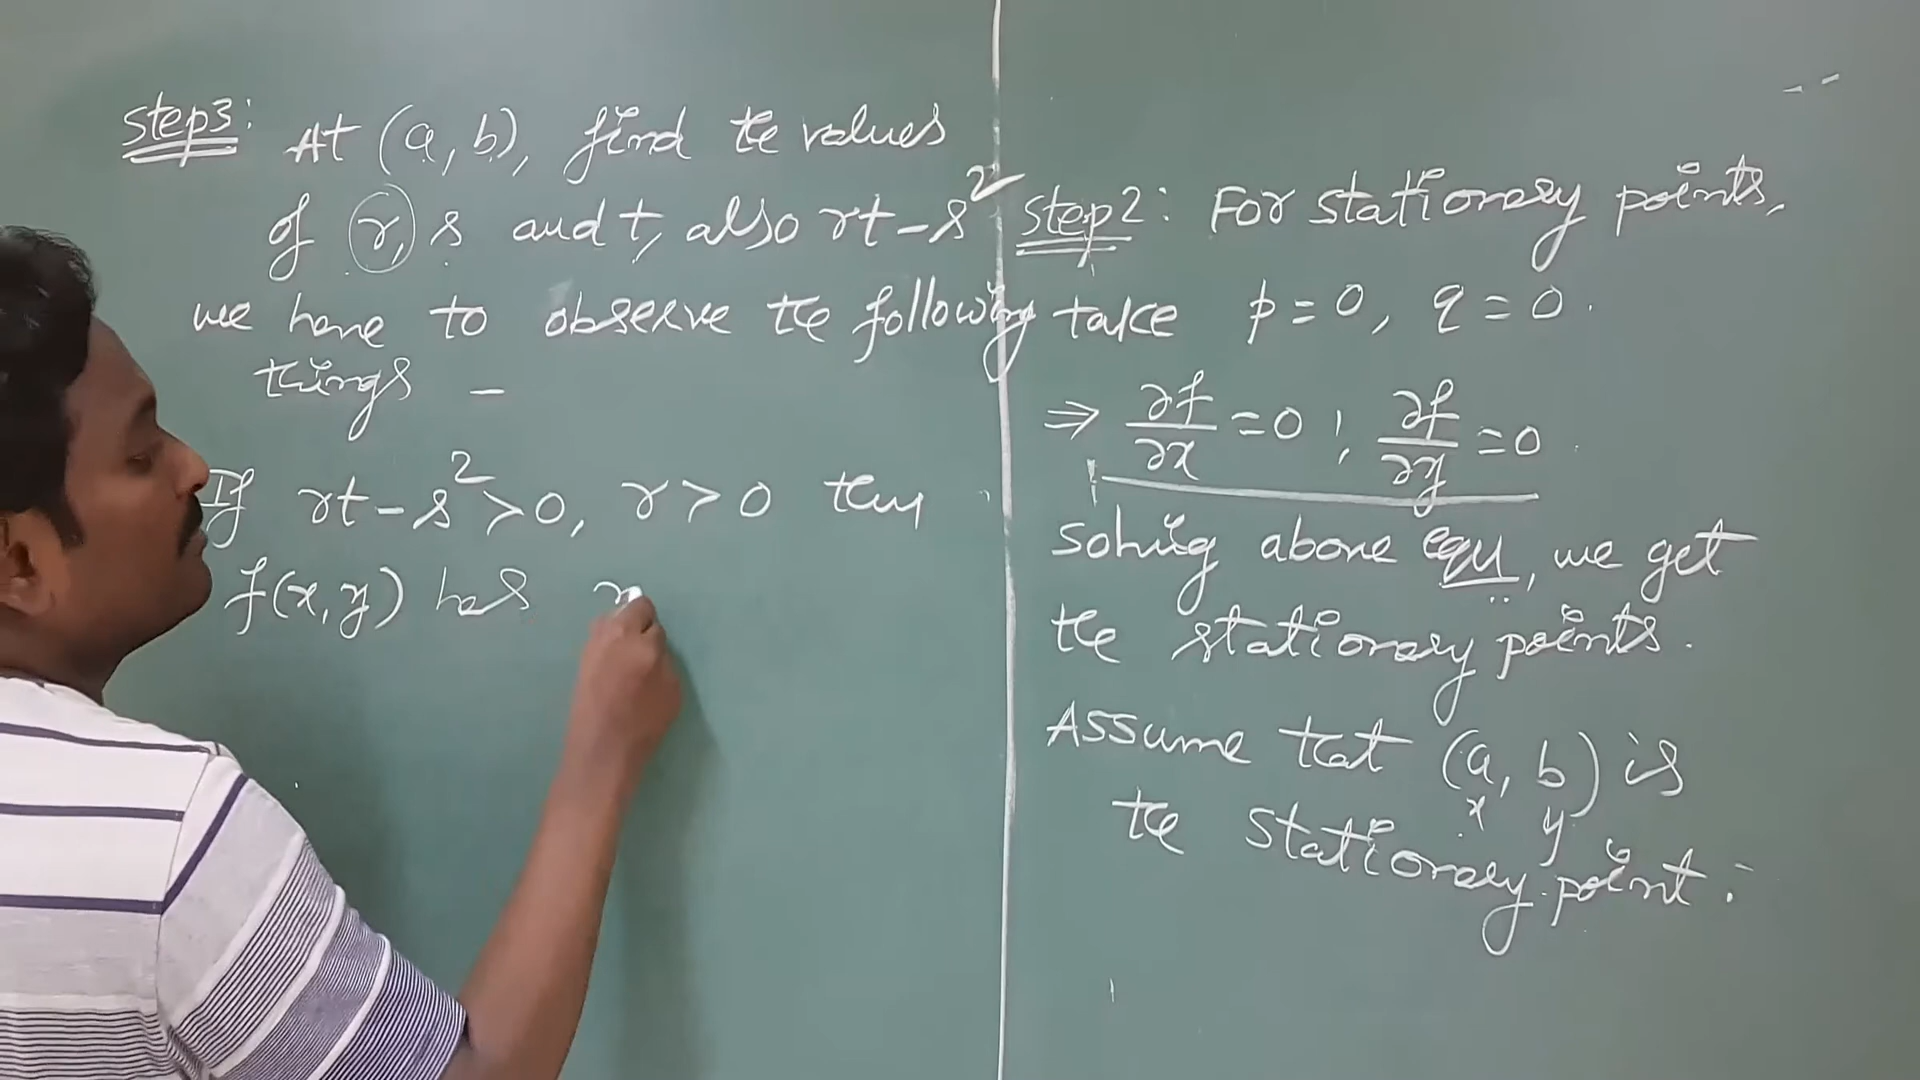 Step3: At (a, b), find te values
of r, s and t, also rt-s²
we have to observe te following
things -
If rt-s²>0, r>0 then
f(x,y) has
Step2: For stationary points,
take p=0, q=0.
⇒ ∂f/∂x =0 ; ∂f/∂y =0
solving above equ, we get
te stationary points.
Assume tat (a, b) is
x y
te stationary point.